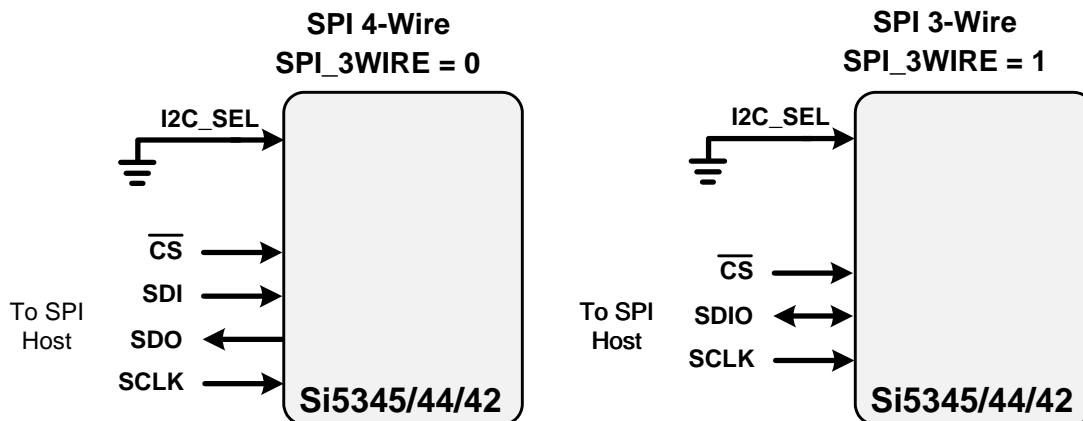 SPI 4-Wire
SPI_3WIRE = 0
I2C_SEL
CS
SDI
To SPI
Host
SDO
SCLK
Si5345/44/42
SPI 3-Wire
SPI_3WIRE = 1
I2C_SEL
CS
To SPI
Host
SDIO
SCLK
Si5345/44/42